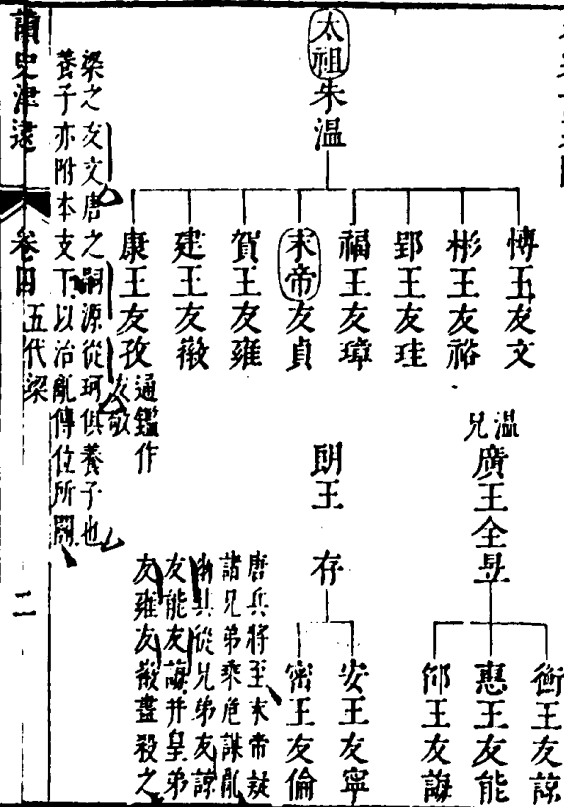 太祖朱溫
博王友文
彬王友裕
郢王友珪
福王友璋
末帝友貞
賀王友雍
建王友徽
康王友孜
通鑑作
友敬
溫
兄
廣王全昱
衡王友諒
惠王友能
邵王友誨
朗王 存
安王友寧
密王友倫
唐兵將至末帝疑
諸兄弟乘危謀亂
幽其從兄弟友諒
友能友誨并皇弟
友雍友徽盡殺之
梁之友文唐之嗣源從珂俱養子也
養子亦附本支下以治亂傳位所關
讀史津逮
卷四
五代梁
二